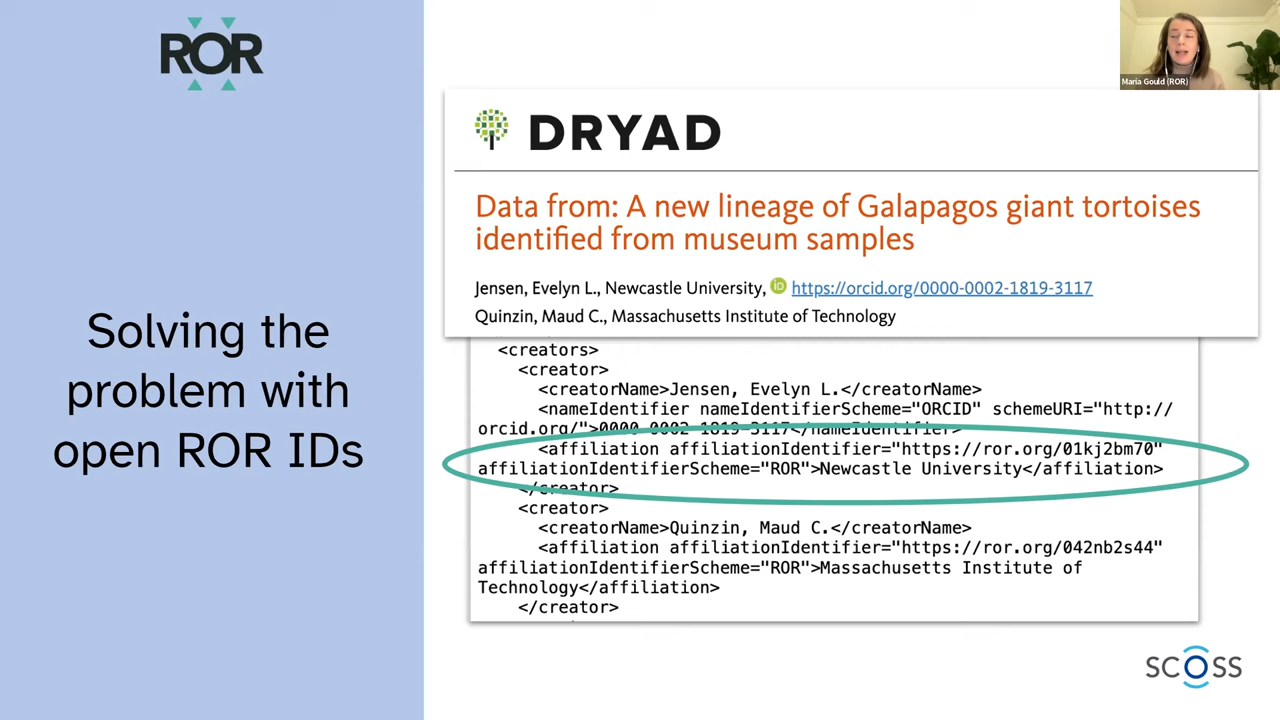 ROR
Maria Gould (ROR)
DRYAD
Data from: A new lineage of Galapagos giant tortoises
identified from museum samples
Jensen, Evelyn L., Newcastle University, iD https://orcid.org/0000-0002-1819-3117
Quinzin, Maud C., Massachusetts Institute of Technology
Solving the
problem with
open ROR IDs
<creators>
<creator>
<creatorName>Jensen, Evelyn L.</creatorName>
<nameIdentifier nameIdentifierScheme="ORCID" schemeURI="http://
orcid.org/">0000-0002-1819-3117</nameIdentifier>
<affiliation affiliationIdentifier="https://ror.org/01kj2bm70"
affiliationIdentifierScheme="ROR">Newcastle University</affiliation>
</creator>
<creator>
<creatorName>Quinzin, Maud C.</creatorName>
<affiliation affiliationIdentifier="https://ror.org/042nb2s44"
affiliationIdentifierScheme="ROR">Massachusetts Institute of
Technology</affiliation>
</creator>
SCOSS